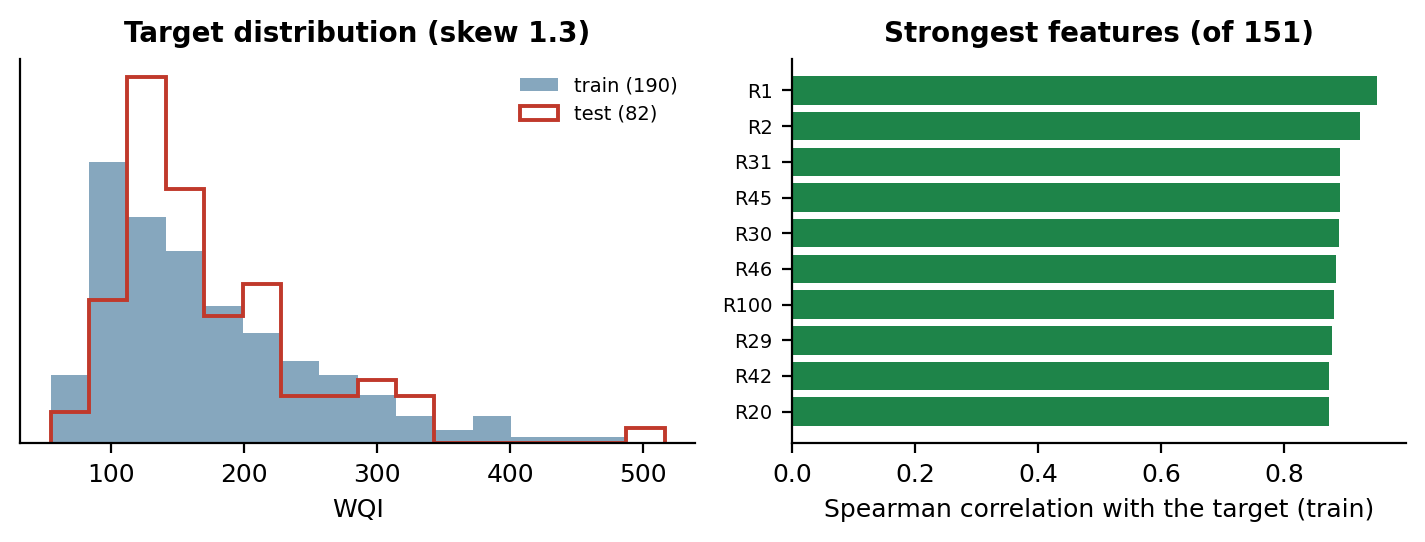 Target distribution (skew 1.3)
train (190)
test (82)
100 200 300 400 500
WQI
Strongest features (of 151)
R1
R2
R31
R45
R30
R46
R100
R29
R42
R20
0.0 0.2 0.4 0.6 0.8
Spearman correlation with the target (train)